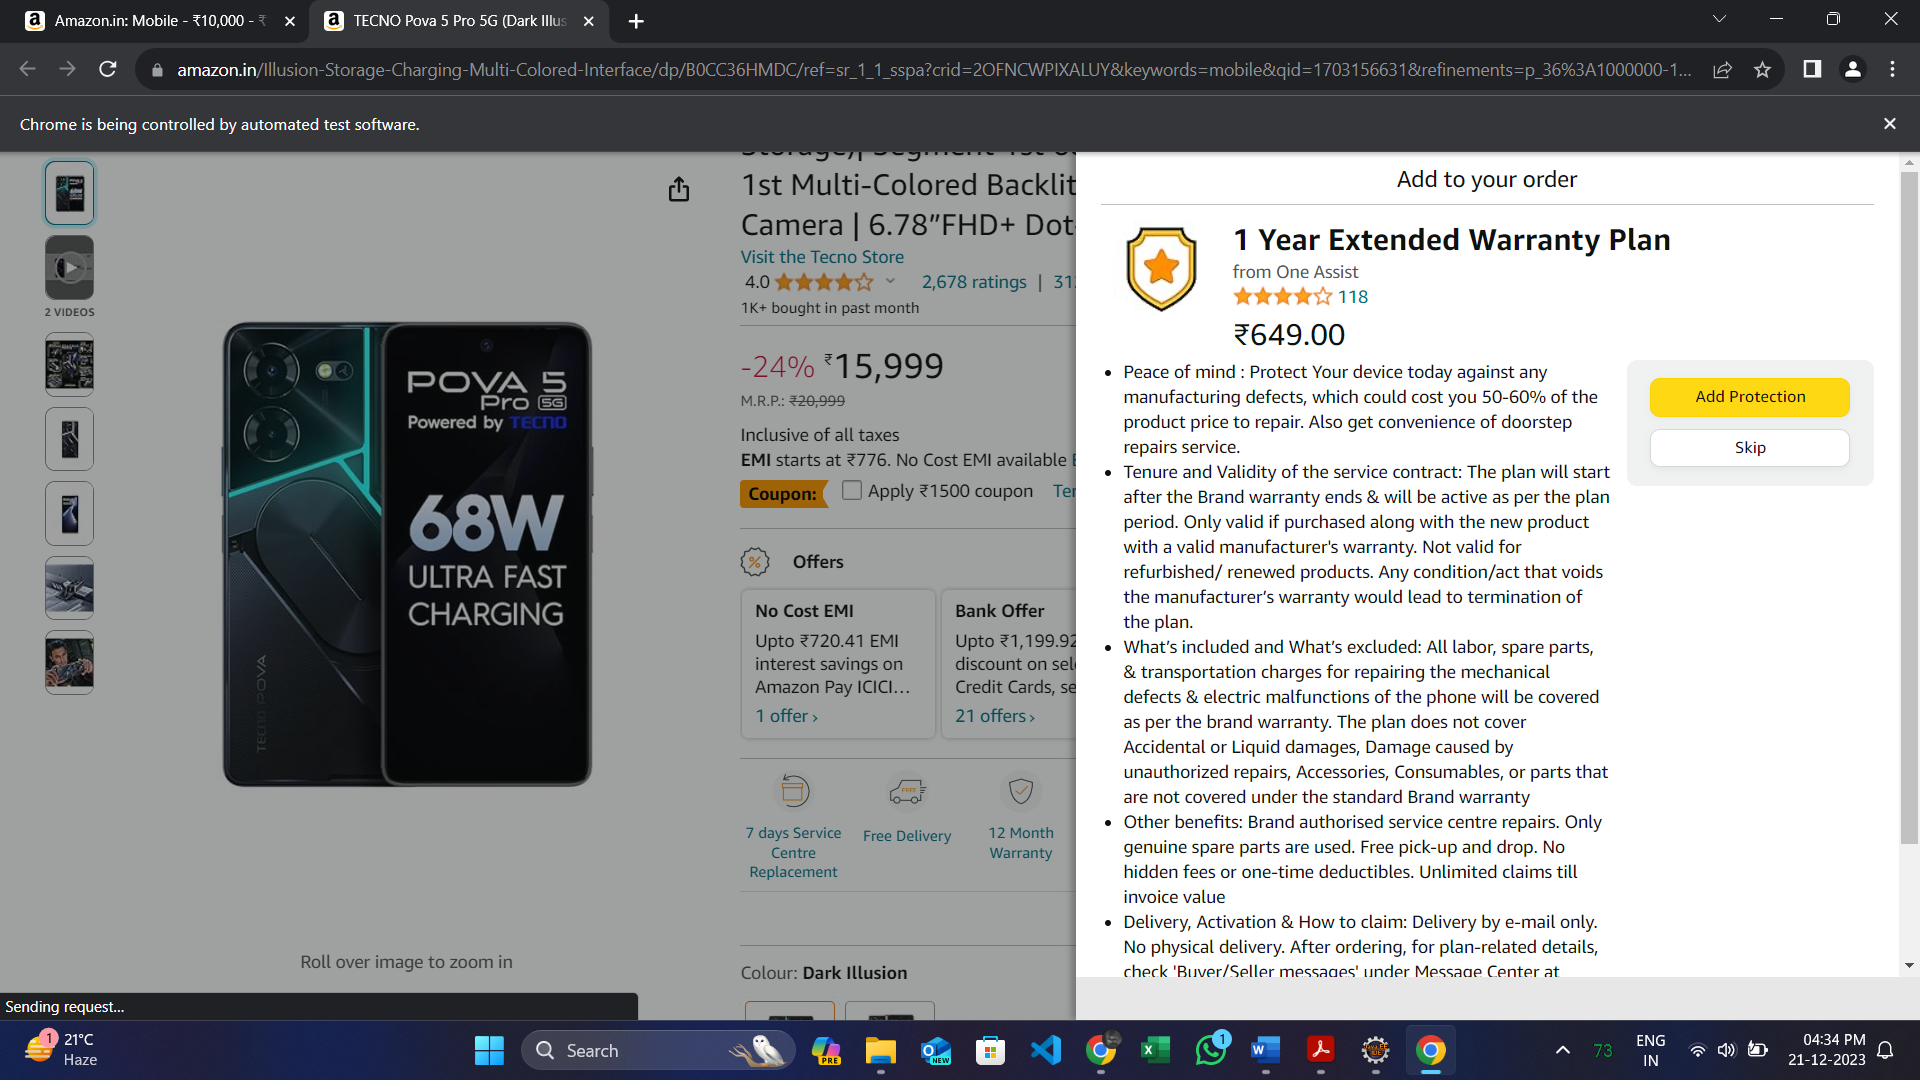 Amazon.in: Mobile - ₹10,000 - ₹
TECNO Pova 5 Pro 5G (Dark Illus
amazon.in/Illusion-Storage-Charging-Multi-Colored-Interface/dp/B0CC36HMDC/ref=sr_1_1_sspa?crid=2OFNCWPIXALUY&keywords=mobile&qid=1703156631&refinements=p_36%3A1000000-1...
Chrome is being controlled by automated test software.
2 VIDEOS
POVA 5
Pro 5G
Powered by TECNO
68W
ULTRA FAST
CHARGING
TECNO POVA
Roll over image to zoom in
1st Multi-Colored Backlit
Camera | 6.78”FHD+ Dot
Visit the Tecno Store
4.0 2,678 ratings | 31
1K+ bought in past month
-24% ₹15,999
M.R.P.: ₹20,999
Inclusive of all taxes
EMI starts at ₹776. No Cost EMI available
Coupon: Apply ₹1500 coupon Ter
Offers
No Cost EMI
Upto ₹720.41 EMI
interest savings on
Amazon Pay ICICI...
1 offer ›
Bank Offer
Upto ₹1,199.92
discount on sel
Credit Cards, se
21 offers ›
7 days Service
Centre
Replacement
FREE
Free Delivery
12 Month
Warranty
Colour: Dark Illusion
Add to your order
1 Year Extended Warranty Plan
from One Assist
118
₹649.00
• Peace of mind : Protect Your device today against any
manufacturing defects, which could cost you 50-60% of the
product price to repair. Also get convenience of doorstep
repairs service.
• Tenure and Validity of the service contract: The plan will start
after the Brand warranty ends & will be active as per the plan
period. Only valid if purchased along with the new product
with a valid manufacturer's warranty. Not valid for
refurbished/ renewed products. Any condition/act that voids
the manufacturer’s warranty would lead to termination of
the plan.
• What’s included and What’s excluded: All labor, spare parts,
& transportation charges for repairing the mechanical
defects & electric malfunctions of the phone will be covered
as per the brand warranty. The plan does not cover
Accidental or Liquid damages, Damage caused by
unauthorized repairs, Accessories, Consumables, or parts that
are not covered under the standard Brand warranty
• Other benefits: Brand authorised service centre repairs. Only
genuine spare parts are used. Free pick-up and drop. No
hidden fees or one-time deductibles. Unlimited claims till
invoice value
• Delivery, Activation & How to claim: Delivery by e-mail only.
No physical delivery. After ordering, for plan-related details,
check 'Buyer/Seller messages' under Message Center at
Add Protection
Skip
Sending request...
1
21°C
Haze
Search
PRE
NEW
1
73
ENG
IN
04:34 PM
21-12-2023